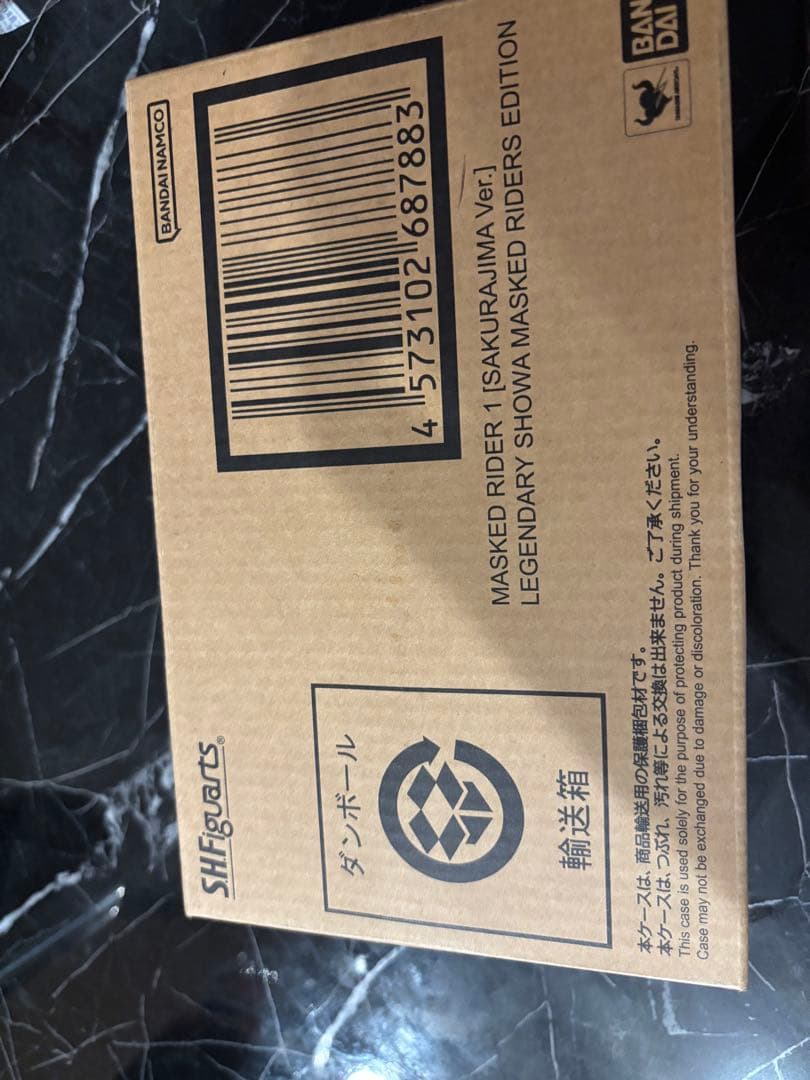 S.H.Figuarts®
BANDAI NAMCO
4 573102 687883
ダンボール
輸送箱
MASKED RIDER 1 [SAKURAJIMA Ver.]
LEGENDARY SHOWA MASKED RIDERS EDITION
本ケースは、商品輸送用の保護梱包材です。
本ケースは、つぶれ、汚れ等による交換は出来ません。ご了承ください。
This case is used solely for the purpose of protecting product during shipment.
Case may not be exchanged due to damage or discoloration. Thank you for your understanding.
BAN
DAI